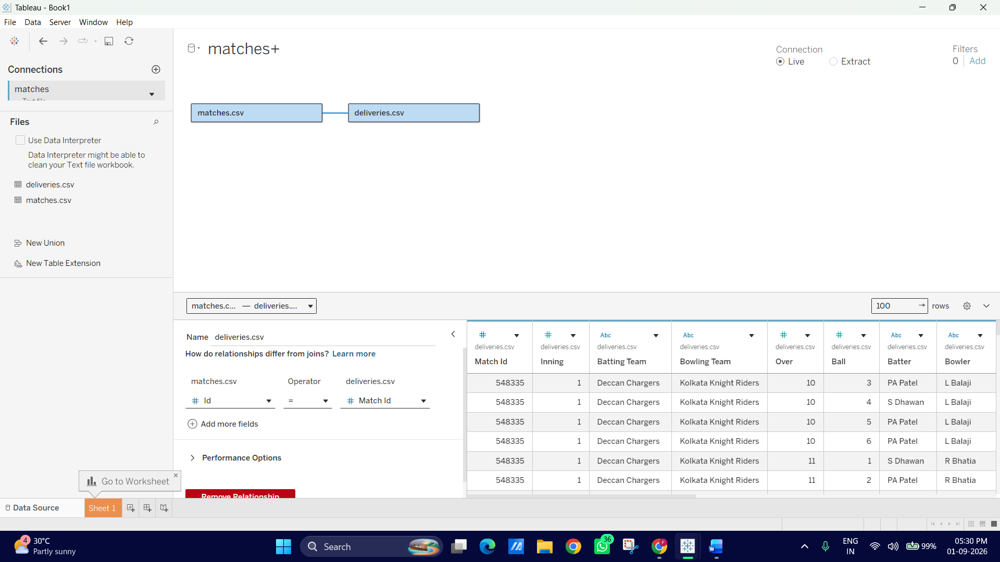 Tableau - Book1
File Data Server Window Help
Connections
matches
Text file
Files
Use Data Interpreter
Data Interpreter might be able to
clean your Text file workbook.
deliveries.csv
matches.csv
New Union
New Table Extension
matches+
Connection
Live Extract
Filters
0 Add
matches.csv deliveries.csv
matches.c... — deliveries....
100 rows
Name deliveries.csv
How do relationships differ from joins? Learn more
matches.csv Operator deliveries.csv
# Id = # Match Id
Add more fields
Performance Options
Remove Relationship
# # Abc Abc # # Abc Abc
deliveries.csv deliveries.csv deliveries.csv deliveries.csv deliveries.csv deliveries.csv deliveries.csv deliveries.csv
Match Id Inning Batting Team Bowling Team Over Ball Batter Bowler
548335 1 Deccan Chargers Kolkata Knight Riders 10 3 PA Patel L Balaji
548335 1 Deccan Chargers Kolkata Knight Riders 10 4 S Dhawan L Balaji
548335 1 Deccan Chargers Kolkata Knight Riders 10 5 PA Patel L Balaji
548335 1 Deccan Chargers Kolkata Knight Riders 10 6 PA Patel L Balaji
548335 1 Deccan Chargers Kolkata Knight Riders 11 1 S Dhawan R Bhatia
548335 1 Deccan Chargers Kolkata Knight Riders 11 2 PA Patel R Bhatia
Go to Worksheet
Data Source Sheet 1
4
30°C
Partly sunny
Search
36
F
W
ENG
IN
99%
05:30 PM
01-09-2026